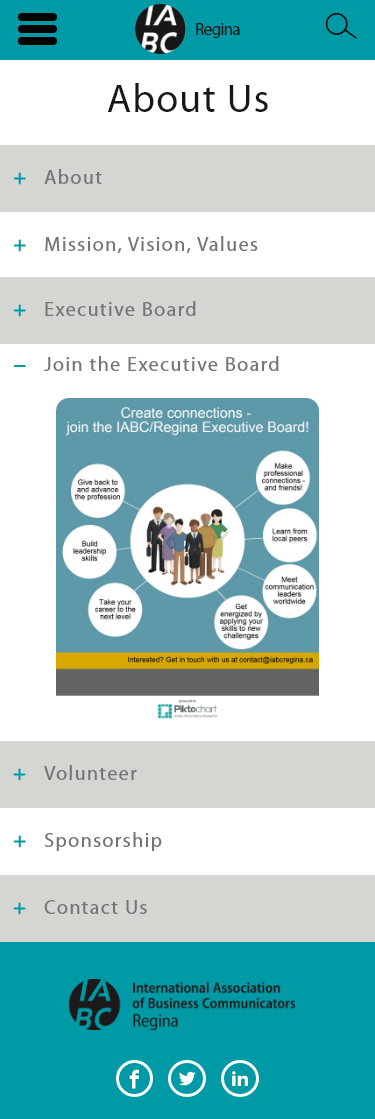 IABC Regina
About Us
+ About
+ Mission, Vision, Values
+ Executive Board
− Join the Executive Board
Create connections -
join the IABC/Regina Executive Board!
Give back to
and advance
the profession
Build
leadership
skills
Take your
career to the
next level
Make
professional
connections -
and friends!
Learn from
local peers
Meet
communication
leaders
worldwide
Get
energized by
applying your
skills to new
challenges
Interested? Get in touch with us at contact@iabcregina.ca
powered by
Piktochart
+ Volunteer
+ Sponsorship
+ Contact Us
IABC
International Association
of Business Communicators
Regina